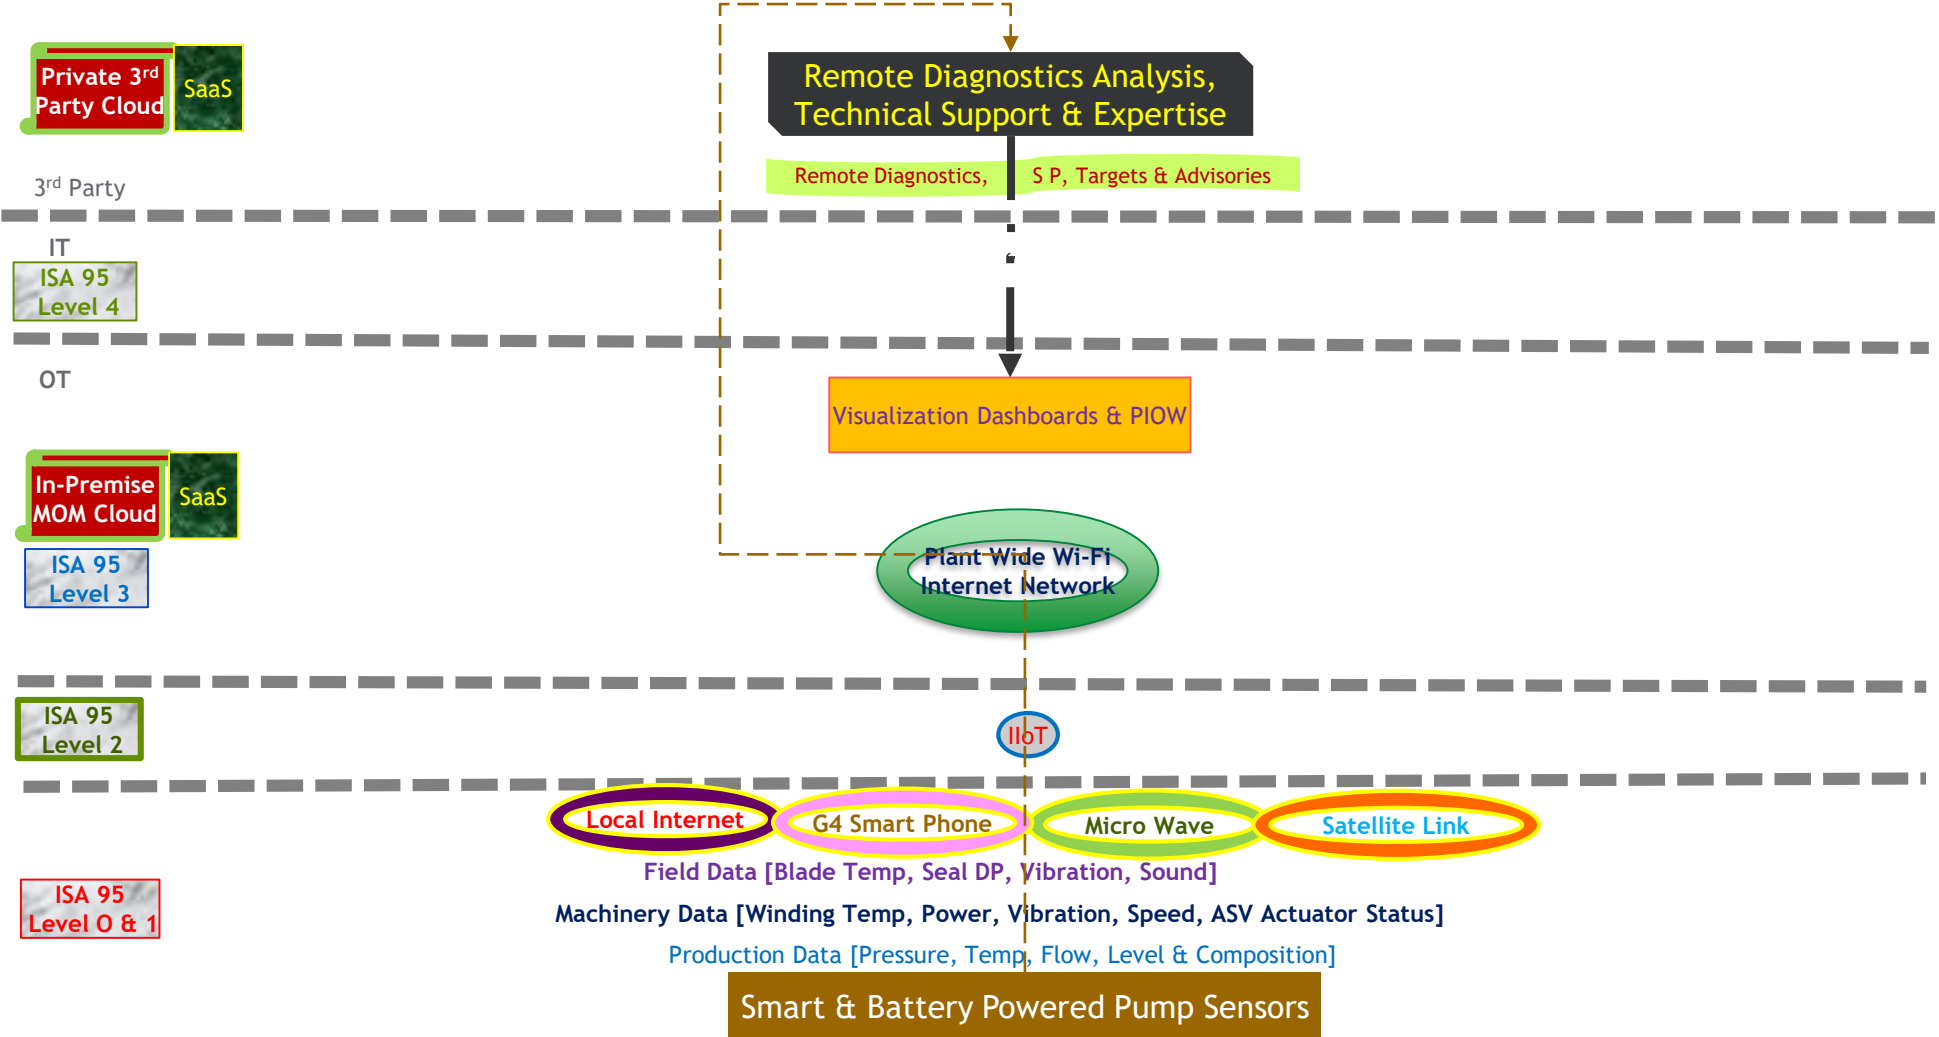 Private 3rd
Party Cloud
SaaS
Remote Diagnostics Analysis,
Technical Support & Expertise
Remote Diagnostics,
S P, Targets & Advisories
3rd Party
IT
ISA 95
Level 4
OT
Visualization Dashboards & PIOW
In-Premise
MOM Cloud
SaaS
Plant Wide Wi-Fi
Internet Network
ISA 95
Level 3
ISA 95
Level 2
IIoT
Local Internet
G4 Smart Phone
Micro Wave
Satellite Link
Field Data [Blade Temp, Seal DP, Vibration, Sound]
ISA 95
Level 0 & 1
Machinery Data [Winding Temp, Power, Vibration, Speed, ASV Actuator Status]
Production Data [Pressure, Temp, Flow, Level & Composition]
Smart & Battery Powered Pump Sensors